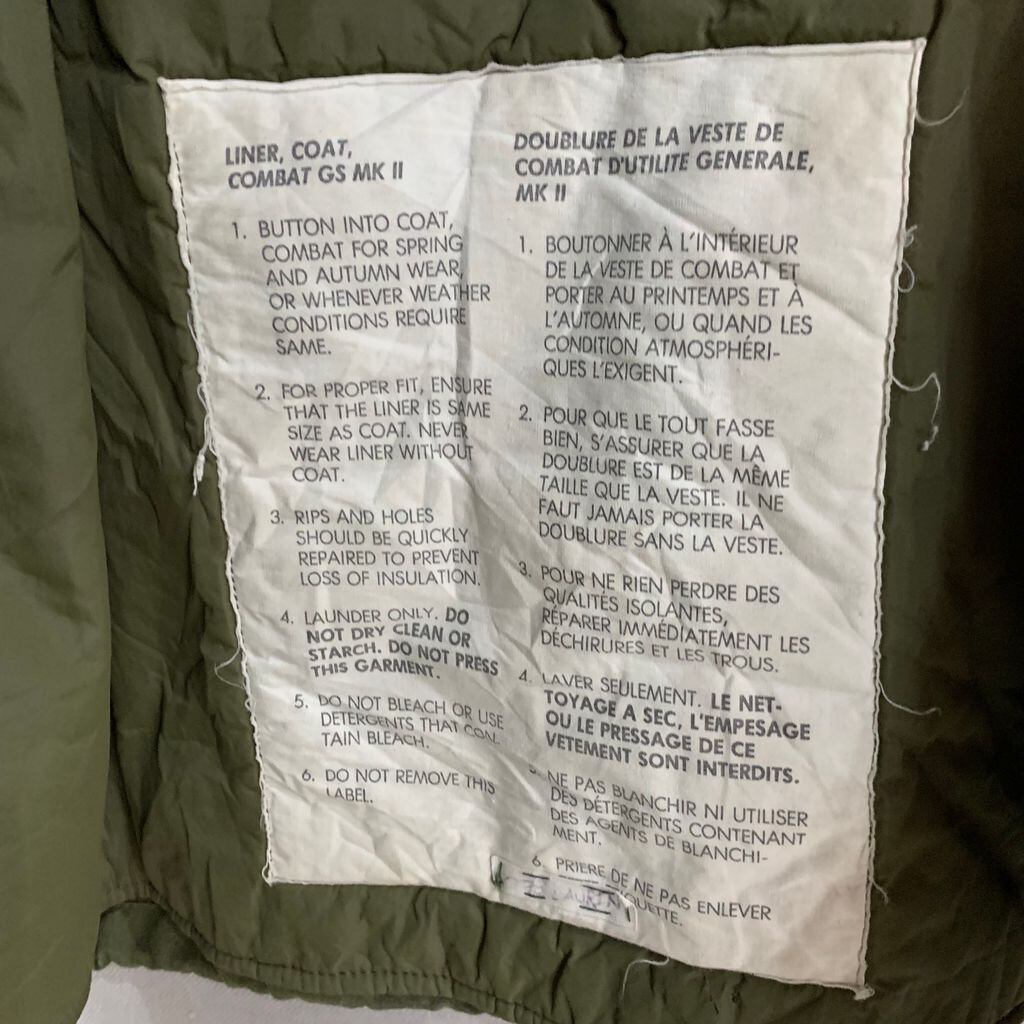 LINER, COAT,
COMBAT GS MK II
1. BUTTON INTO COAT,
COMBAT FOR SPRING
AND AUTUMN WEAR,
OR WHENEVER WEATHER
CONDITIONS REQUIRE
SAME.
2. FOR PROPER FIT, ENSURE
THAT THE LINER IS SAME
SIZE AS COAT. NEVER
WEAR LINER WITHOUT
COAT.
3. RIPS AND HOLES
SHOULD BE QUICKLY
REPAIRED TO PREVENT
LOSS OF INSULATION.
4. LAUNDER ONLY. DO
NOT DRY CLEAN OR
STARCH. DO NOT PRESS
THIS GARMENT.
5. DO NOT BLEACH OR USE
DETERGENTS THAT CON-
TAIN BLEACH.
6. DO NOT REMOVE THIS
LABEL.
DOUBLURE DE LA VESTE DE
COMBAT D'UTILITE GENERALE,
MK II
1. BOUTONNER À L'INTÉRIEUR
DE LA VESTE DE COMBAT ET
PORTER AU PRINTEMPS ET À
L'AUTOMNE, OU QUAND LES
CONDITION ATMOSPHÉRI-
QUES L'EXIGENT.
2. POUR QUE LE TOUT FASSE
BIEN, S'ASSURER QUE LA
DOUBLURE EST DE LA MÊME
TAILLE QUE LA VESTE. IL NE
FAUT JAMAIS PORTER LA
DOUBLURE SANS LA VESTE.
3. POUR NE RIEN PERDRE DES
QUALITÉS ISOLANTES,
RÉPARER IMMÉDIATEMENT LES
DÉCHIRURES ET LES TROUS.
4. LAVER SEULEMENT. LE NET-
TOYAGE A SEC, L'EMPESAGE
OU LE PRESSAGE DE CE
VETEMENT SONT INTERDITS.
5. NE PAS BLANCHIR NI UTILISER
DES DÉTERGENTS CONTENANT
DES AGENTS DE BLANCHI-
MENT.
6. PRIERE DE NE PAS ENLEVER